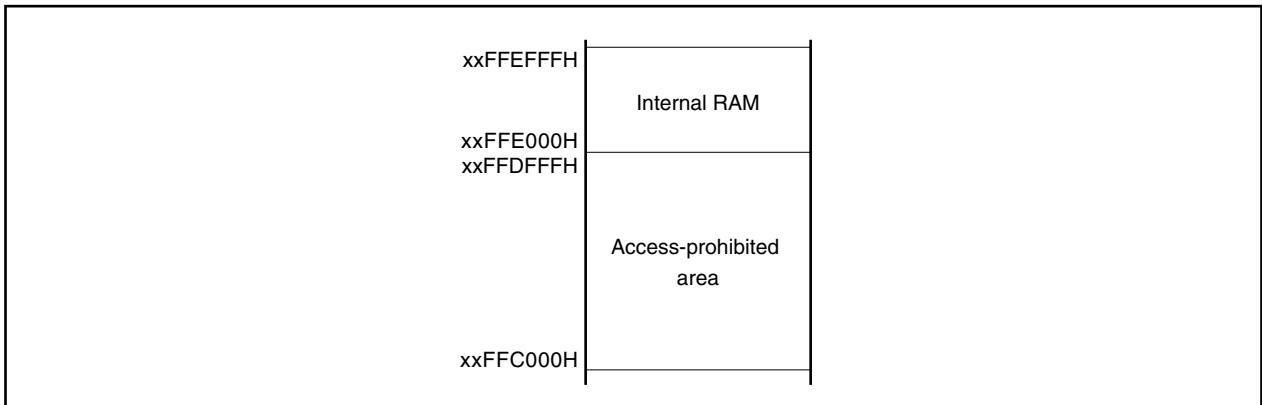 xxFFEFFFH
Internal RAM
xxFFE000H
xxFFDFFFH
Access-prohibited
area
xxFFC000H